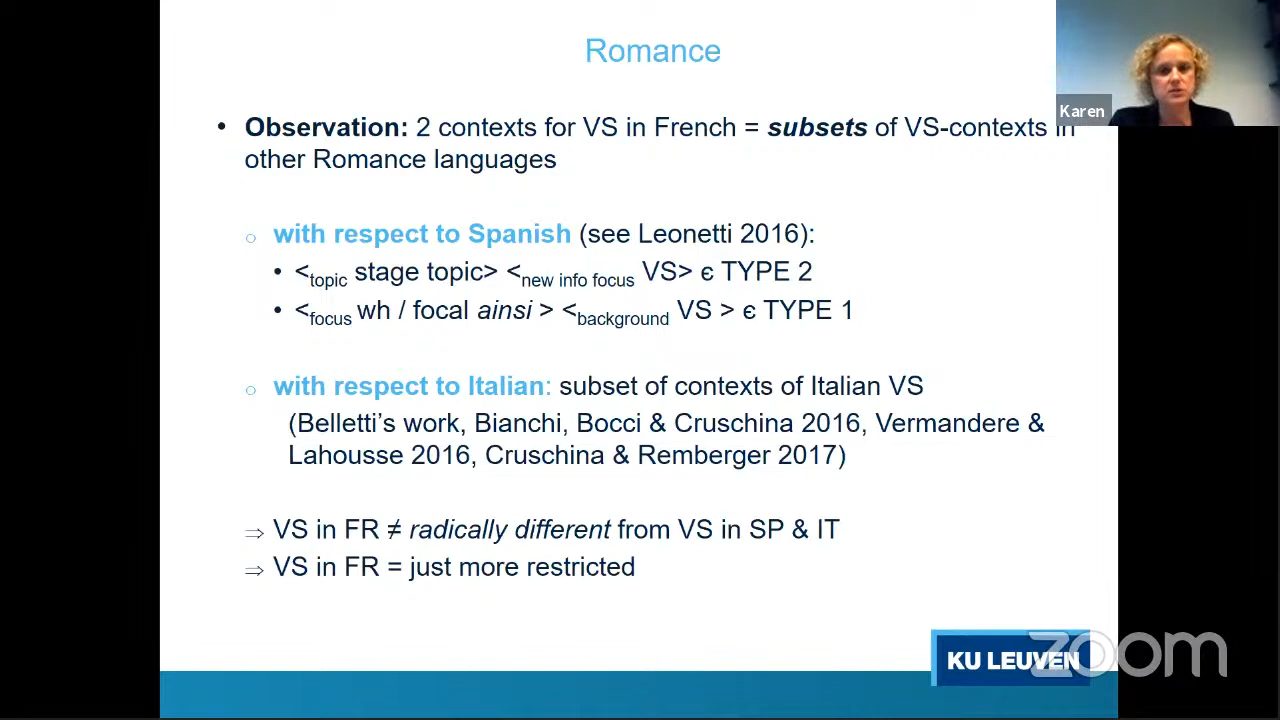 Romance
Karen
• Observation: 2 contexts for VS in French = subsets of VS-contexts in
other Romance languages
○ with respect to Spanish (see Leonetti 2016):
• <topic stage topic> <new info focus VS> є TYPE 2
• <focus wh / focal ainsi > <background VS > є TYPE 1
○ with respect to Italian: subset of contexts of Italian VS
(Belletti’s work, Bianchi, Bocci & Cruschina 2016, Vermandere &
Lahousse 2016, Cruschina & Remberger 2017)
⇒ VS in FR ≠ radically different from VS in SP & IT
⇒ VS in FR = just more restricted
KU LEUVEN
zoom